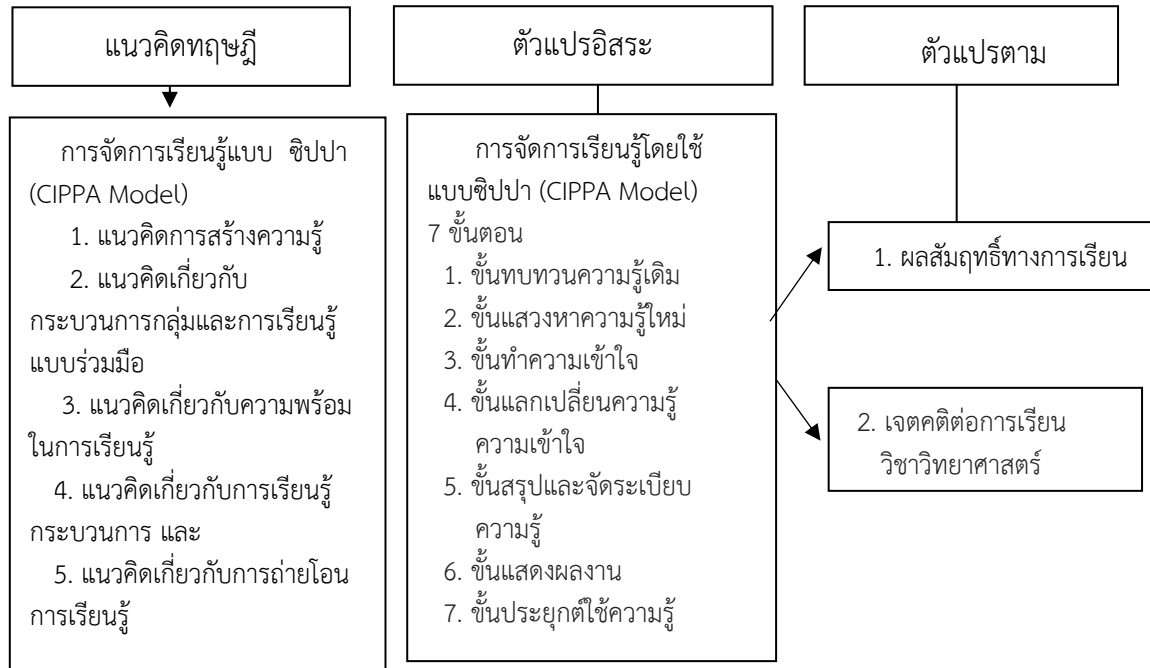 แนวคิดทฤษฎี
ตัวแปรอิสระ
ตัวแปรตาม
การจัดการเรียนรู้แบบ ซิปปา
(CIPPA Model)
1. แนวคิดการสร้างความรู้
2. แนวคิดเกี่ยวกับ
กระบวนการกลุ่มและการเรียนรู้
แบบร่วมมือ
3. แนวคิดเกี่ยวกับความพร้อม
ในการเรียนรู้
4. แนวคิดเกี่ยวกับการเรียนรู้
กระบวนการ และ
5. แนวคิดเกี่ยวกับการถ่ายโอน
การเรียนรู้
การจัดการเรียนรู้โดยใช้
แบบซิปปา (CIPPA Model)
7 ขั้นตอน
1. ขั้นทบทวนความรู้เดิม
2. ขั้นแสวงหาความรู้ใหม่
3. ขั้นทำความเข้าใจ
4. ขั้นแลกเปลี่ยนความรู้
ความเข้าใจ
5. ขั้นสรุปและจัดระเบียบ
ความรู้
6. ขั้นแสดงผลงาน
7. ขั้นประยุกต์ใช้ความรู้
1. ผลสัมฤทธิ์ทางการเรียน
2. เจตคติต่อการเรียน
วิชาวิทยาศาสตร์